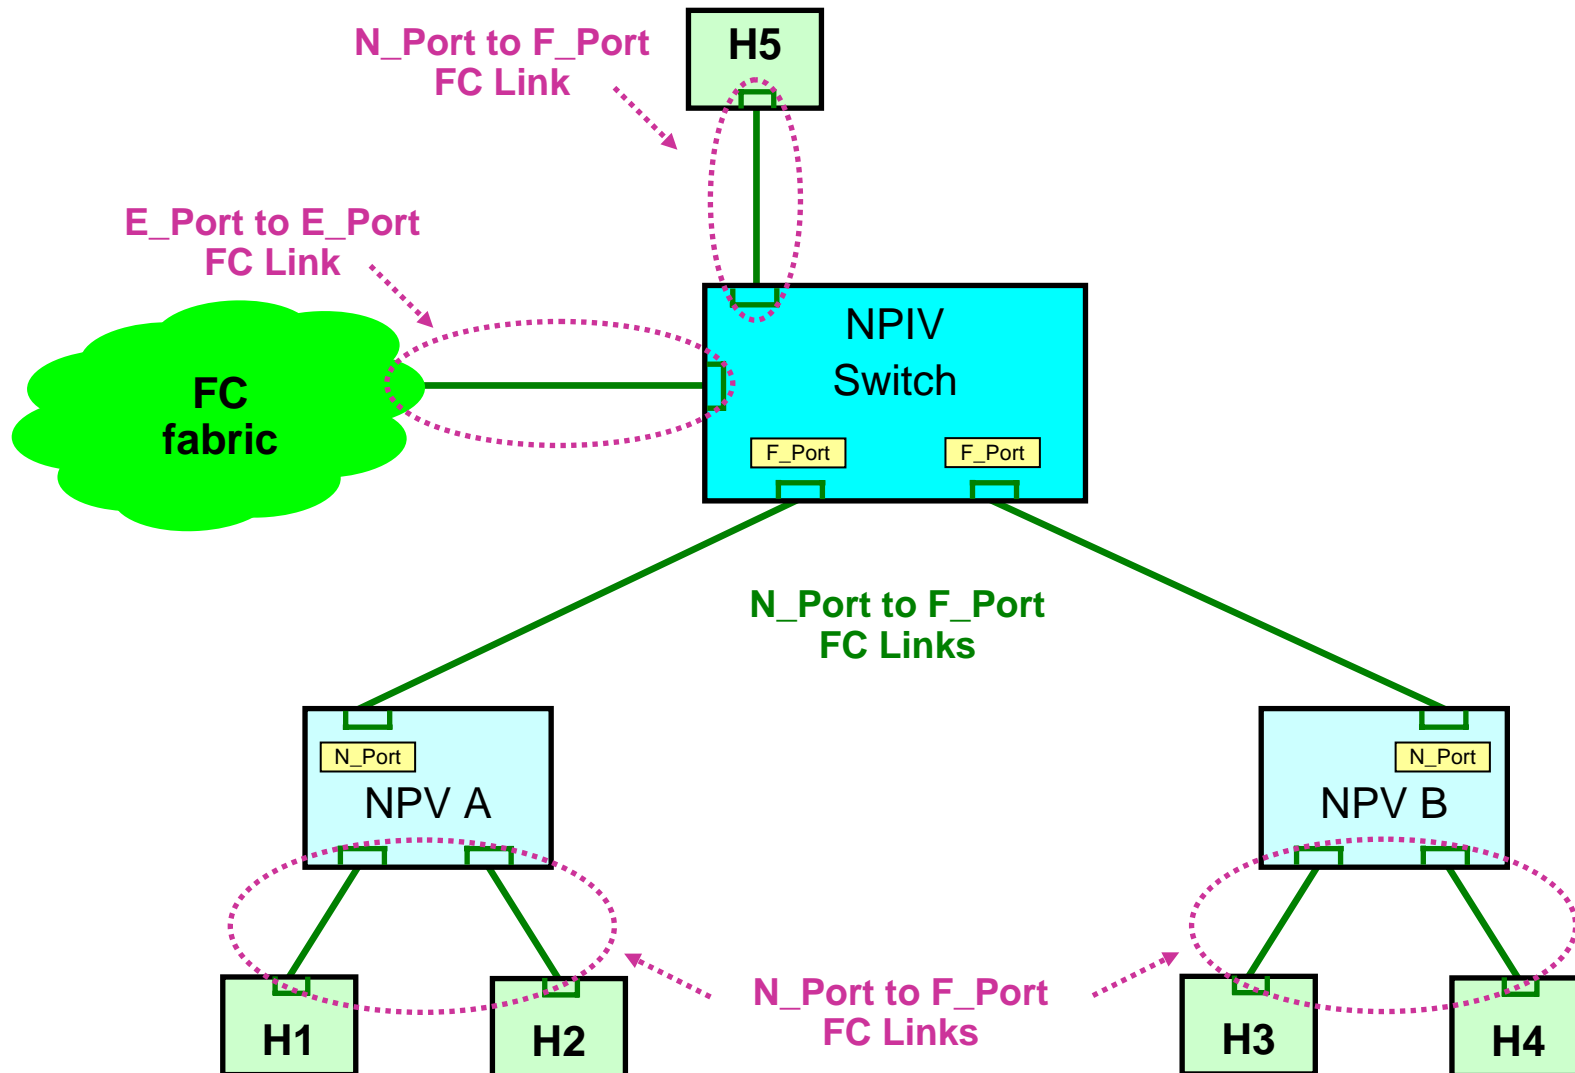 N_Port to F_Port
FC Link
H5
E_Port to E_Port
FC Link
NPIV
Switch
FC
fabric
F_Port
F_Port
N_Port to F_Port
FC Links
N_Port
NPV A
N_Port
NPV B
N_Port to F_Port
FC Links
H1
H2
H3
H4